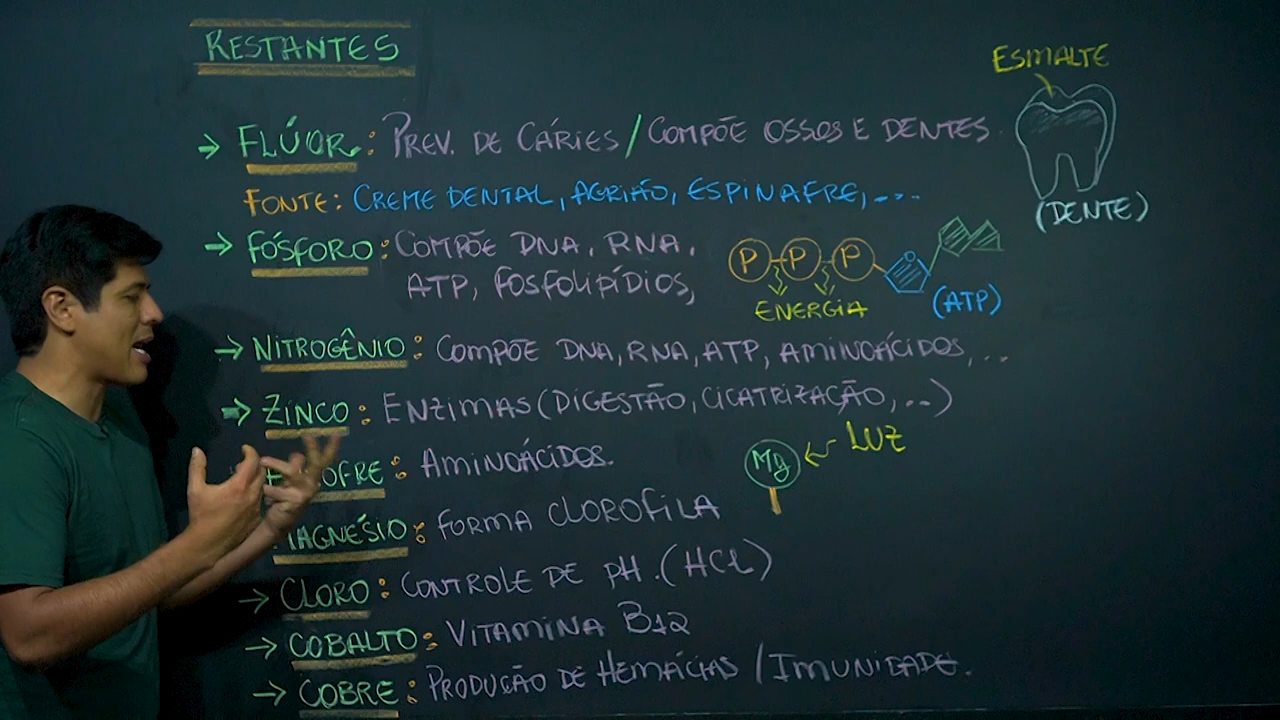 RESTANTES
ESMALTE
→ FLÚOR: PREV. DE CÁRIES / COMPÕE OSSOS E DENTES
FONTE: CREME DENTAL, AGRIÃO, ESPINAFRE, ...
(DENTE)
→ FÓSFORO: COMPÕE DNA, RNA,
ATP, FOSFOLIPÍDIOS,
P P P
ENERGIA
(ATP)
→ NITROGÊNIO: COMPÕE DNA, RNA, ATP, AMINOÁCIDOS, ...
→ ZINCO: ENZIMAS (DIGESTÃO, CICATRIZAÇÃO, ...)
OFRE: AMINOÁCIDOS.
Mg ← LUZ
MAGNÉSIO: FORMA CLOROFILA
→ CLORO: CONTROLE DE PH. (HCl)
→ COBALTO: VITAMINA B12
→ COBRE: PRODUÇÃO DE HEMÁCIAS / IMUNIDADE.